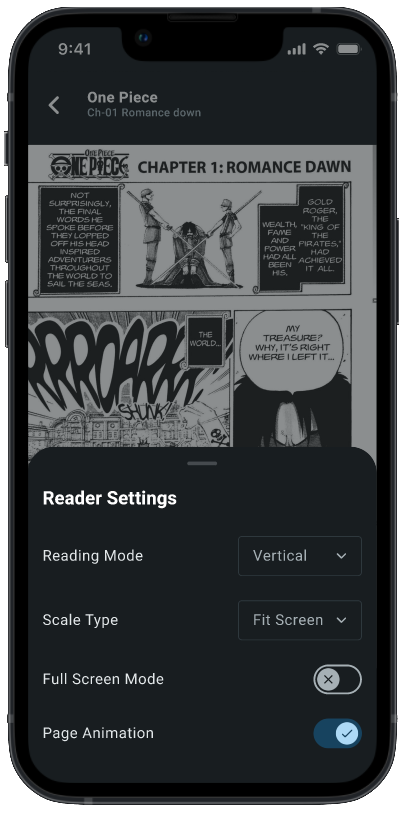 9:41
One Piece
Ch-01 Romance down
ONE PIECE
ONE PIECE
CHAPTER 1: ROMANCE DAWN
NOT
SURPRISINGLY,
THE FINAL
WORDS HE
SPOKE BEFORE
THEY LOPPED
OFF HIS HEAD
INSPIRED
ADVENTURERS
THROUGHOUT
THE WORLD TO
SAIL THE SEAS.
GOLD
ROGER,
THE
"KING OF
THE
PIRATES,"
HAD
ACHIEVED
IT ALL.
WEALTH,
FAME
AND
POWER
HAD ALL
BEEN
HIS.
RRROARR
SHUNK?
THE
WORLD...
MY
TREASURE?
WHY, IT'S RIGHT
WHERE I LEFT IT...
Reader Settings
Reading Mode
Vertical
Scale Type
Fit Screen
Full Screen Mode
Page Animation